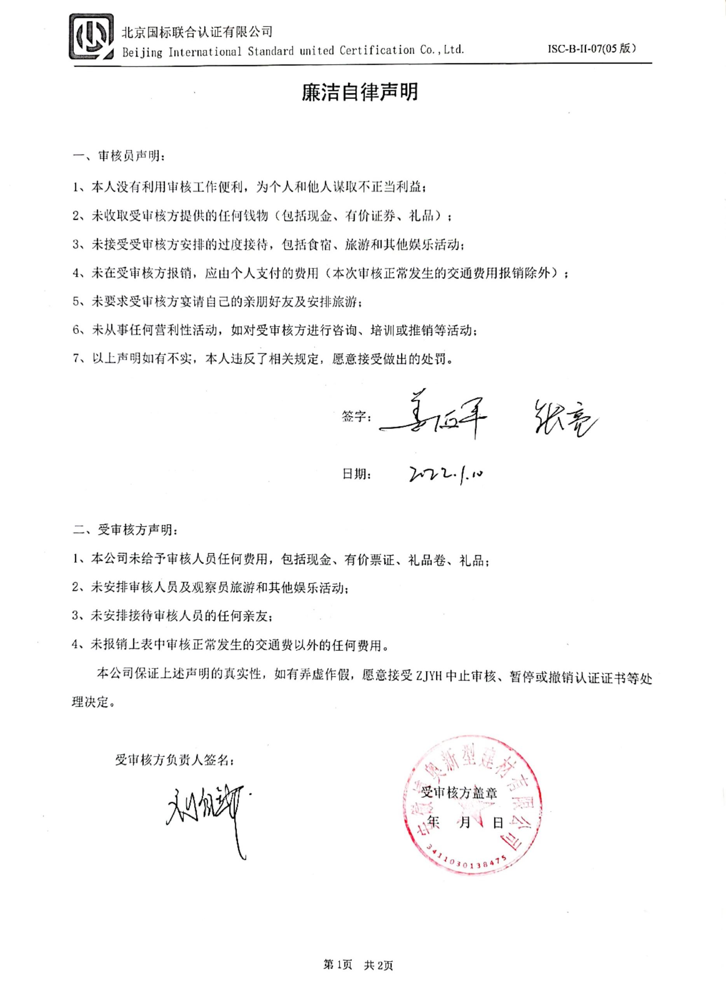 北京国标联合认证有限公司
Beijing International Standard united Certification Co.,Ltd.
ISC-B-II-07(05版）
廉洁自律声明
一、审核员声明：
1、本人没有利用审核工作便利，为个人和他人谋取不正当利益；
2、未收取受审核方提供的任何钱物（包括现金、有价证券、礼品）；
3、未接受受审核方安排的过度接待，包括食宿、旅游和其他娱乐活动；
4、未在受审核方报销，应由个人支付的费用（本次审核正常发生的交通费用报销除外）；
5、未要求受审核方宴请自己的亲朋好友及安排旅游；
6、未从事任何营利性活动，如对受审核方进行咨询、培训或推销等活动；
7、以上声明如有不实，本人违反了相关规定，愿意接受做出的处罚。
签字： 张亮
日期： 2022.1.10
二、受审核方声明：
1、本公司未给予审核人员任何费用，包括现金、有价票证、礼品卷、礼品；
2、未安排审核人员及观察员旅游和其他娱乐活动；
3、未安排接待审核人员的任何亲友；
4、未报销上表中审核正常发生的交通费以外的任何费用。
本公司保证上述声明的真实性，如有弄虚作假，愿意接受 ZJYH 中止审核、暂停或撤销认证证书等处
理决定。
受审核方负责人签名：
奥新型建材有限公司
受审核方盖章
年 月 日
3411030138475
第 1页 共 2页